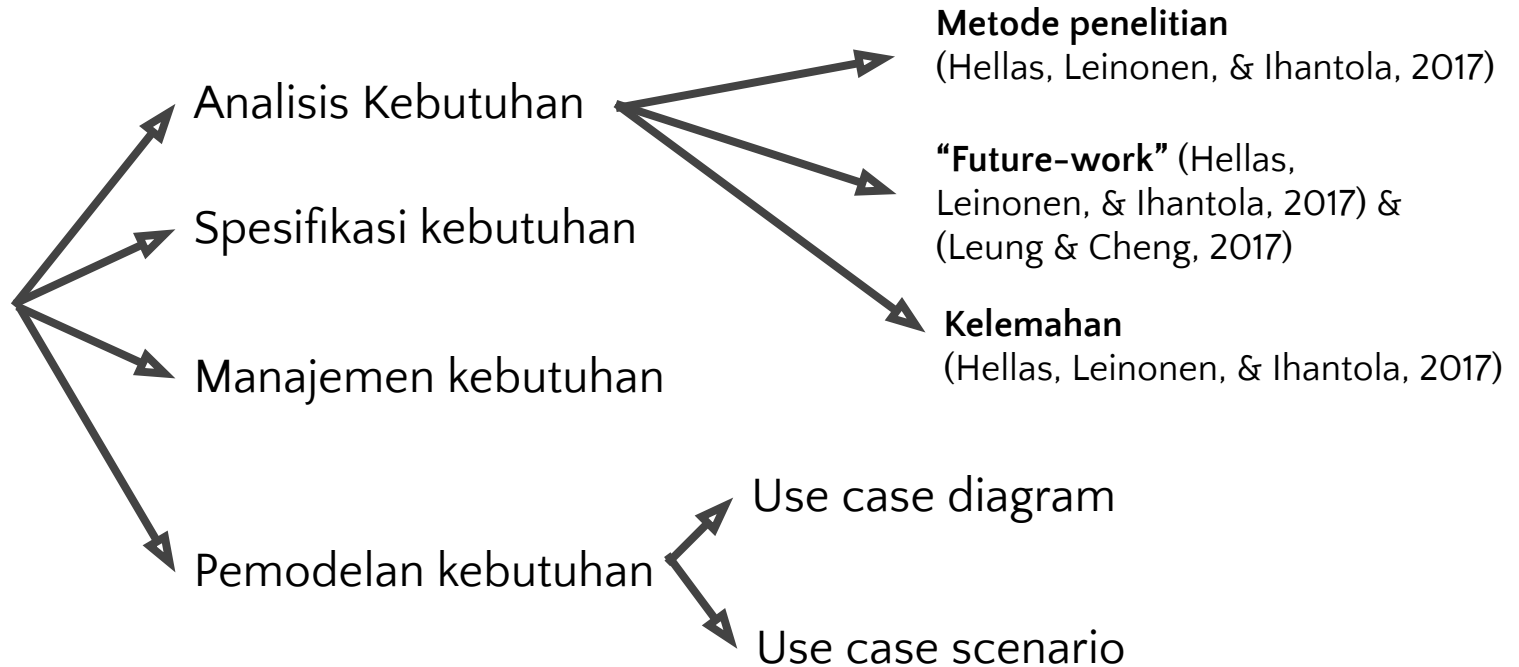 Analisis Kebutuhan
Spesifikasi kebutuhan
Manajemen kebutuhan
Pemodelan kebutuhan
Metode penelitian
(Hellas, Leinonen, & Ihantola, 2017)
“Future-work” (Hellas,
Leinonen, & Ihantola, 2017) &
(Leung & Cheng, 2017)
Kelemahan
(Hellas, Leinonen, & Ihantola, 2017)
Use case diagram
Use case scenario